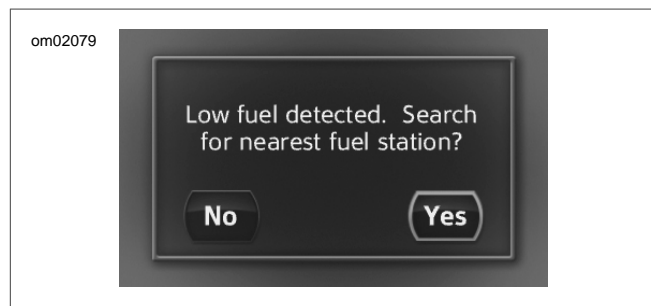 om02079
Low fuel detected. Search
for nearest fuel station?
No
Yes